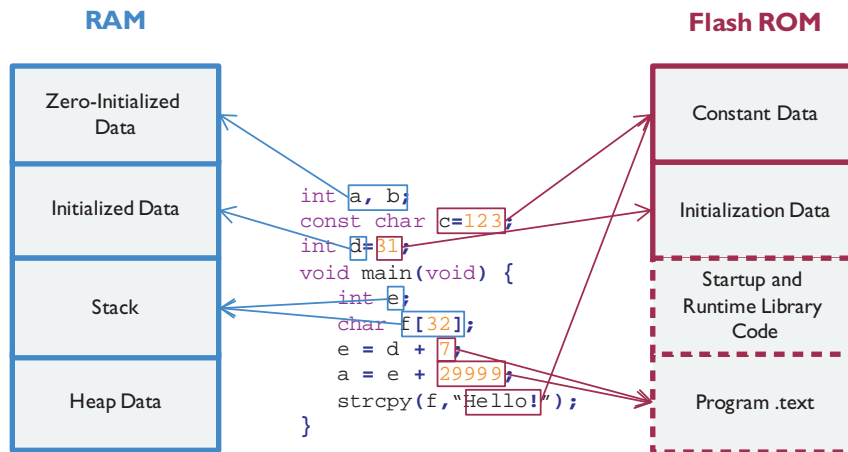 RAM
Flash ROM
Zero-Initialized
Data
Initialized Data
Stack
Heap Data
int a, b;
const char c=123;
int d=31;
void main(void) {
int e;
char f[32];
e = d + 7;
a = e + 29999;
strcpy(f,“Hello!”);
}
Constant Data
Initialization Data
Startup and
Runtime Library
Code
Program .text